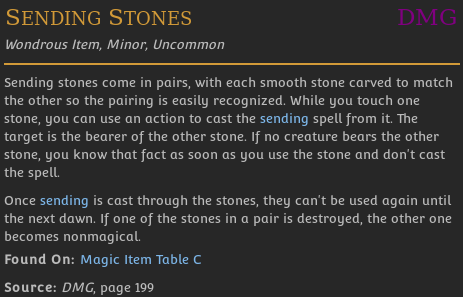 Sending Stones DMG
Wondrous Item, Minor, Uncommon
Sending stones come in pairs, with each smooth stone carved to match
the other so the pairing is easily recognized. While you touch one
stone, you can use an action to cast the sending spell from it. The
target is the bearer of the other stone. If no creature bears the other
stone, you know that fact as soon as you use the stone and don't cast
the spell.
Once sending is cast through the stones, they can't be used again until
the next dawn. If one of the stones in a pair is destroyed, the other one
becomes nonmagical.
Found On: Magic Item Table C
Source: DMG, page 199